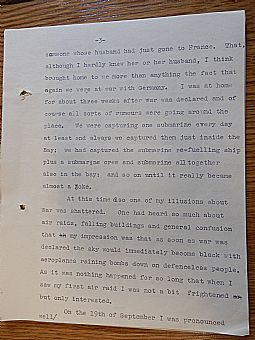 -3-
someone whose husband had just gone to France. That,
although I hardly knew her or her husband, I think
brought home to me more than anything the fact that
again we were at war with Germany. I was at home
for about three weeks after war was declared and of
course all sorts of rumours were going around the
place. We were capturing one submarine every day
at least and always we captured them just inside the
Bay; we had captured the submarine re-fuelling ship
plus a submarine crew and submarine all together
also in the bay; and so on until it really became
almost a joke.
At this time also one of my illusions about
War was shattered. One had heard so much about
air raids, falling buildings and general confusion
that my impression was that as soon as war was
declared the sky would immediately become black with
aeroplanes raining bombs down on defenceless people.
As it was nothing happened for so long that when I
saw my first air raid I was not a bit frightened
but only interested.
On the 19th of September I was pronounced
well/